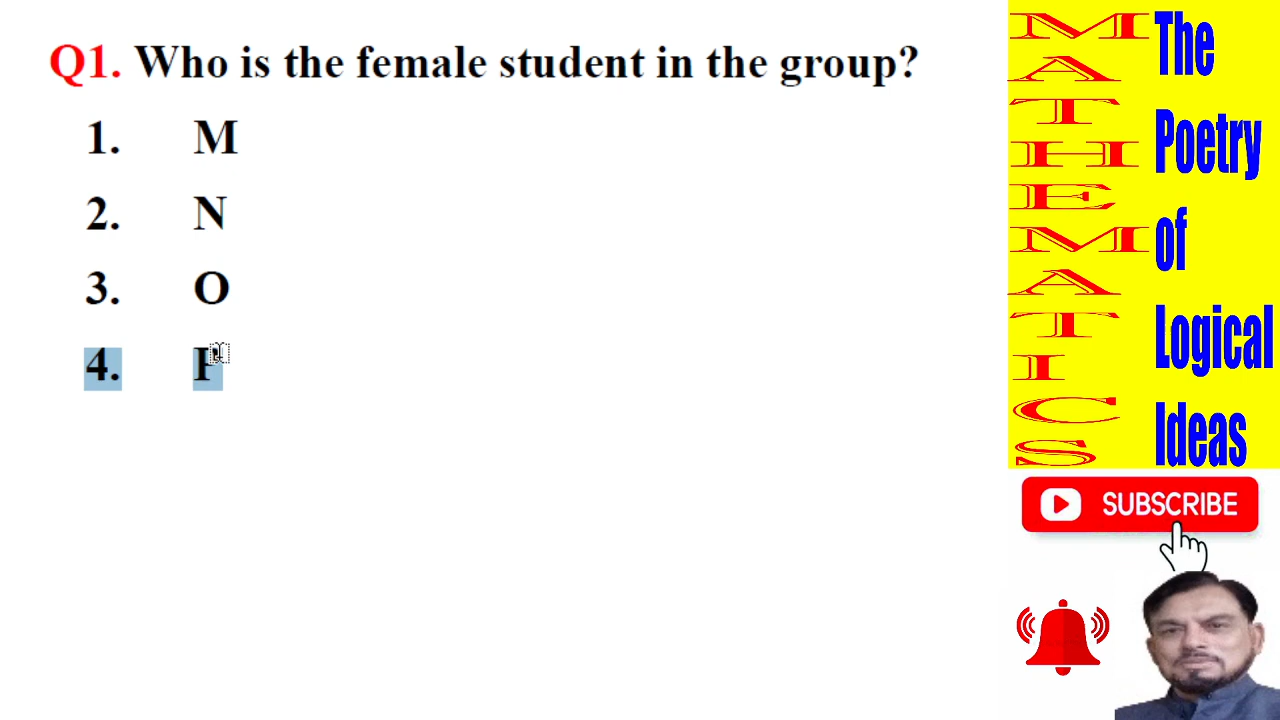 Q1. Who is the female student in the group?
1. M
2. N
3. O
4. P
MATHEMATICS
The
Poetry
of
Logical
Ideas
SUBSCRIBE